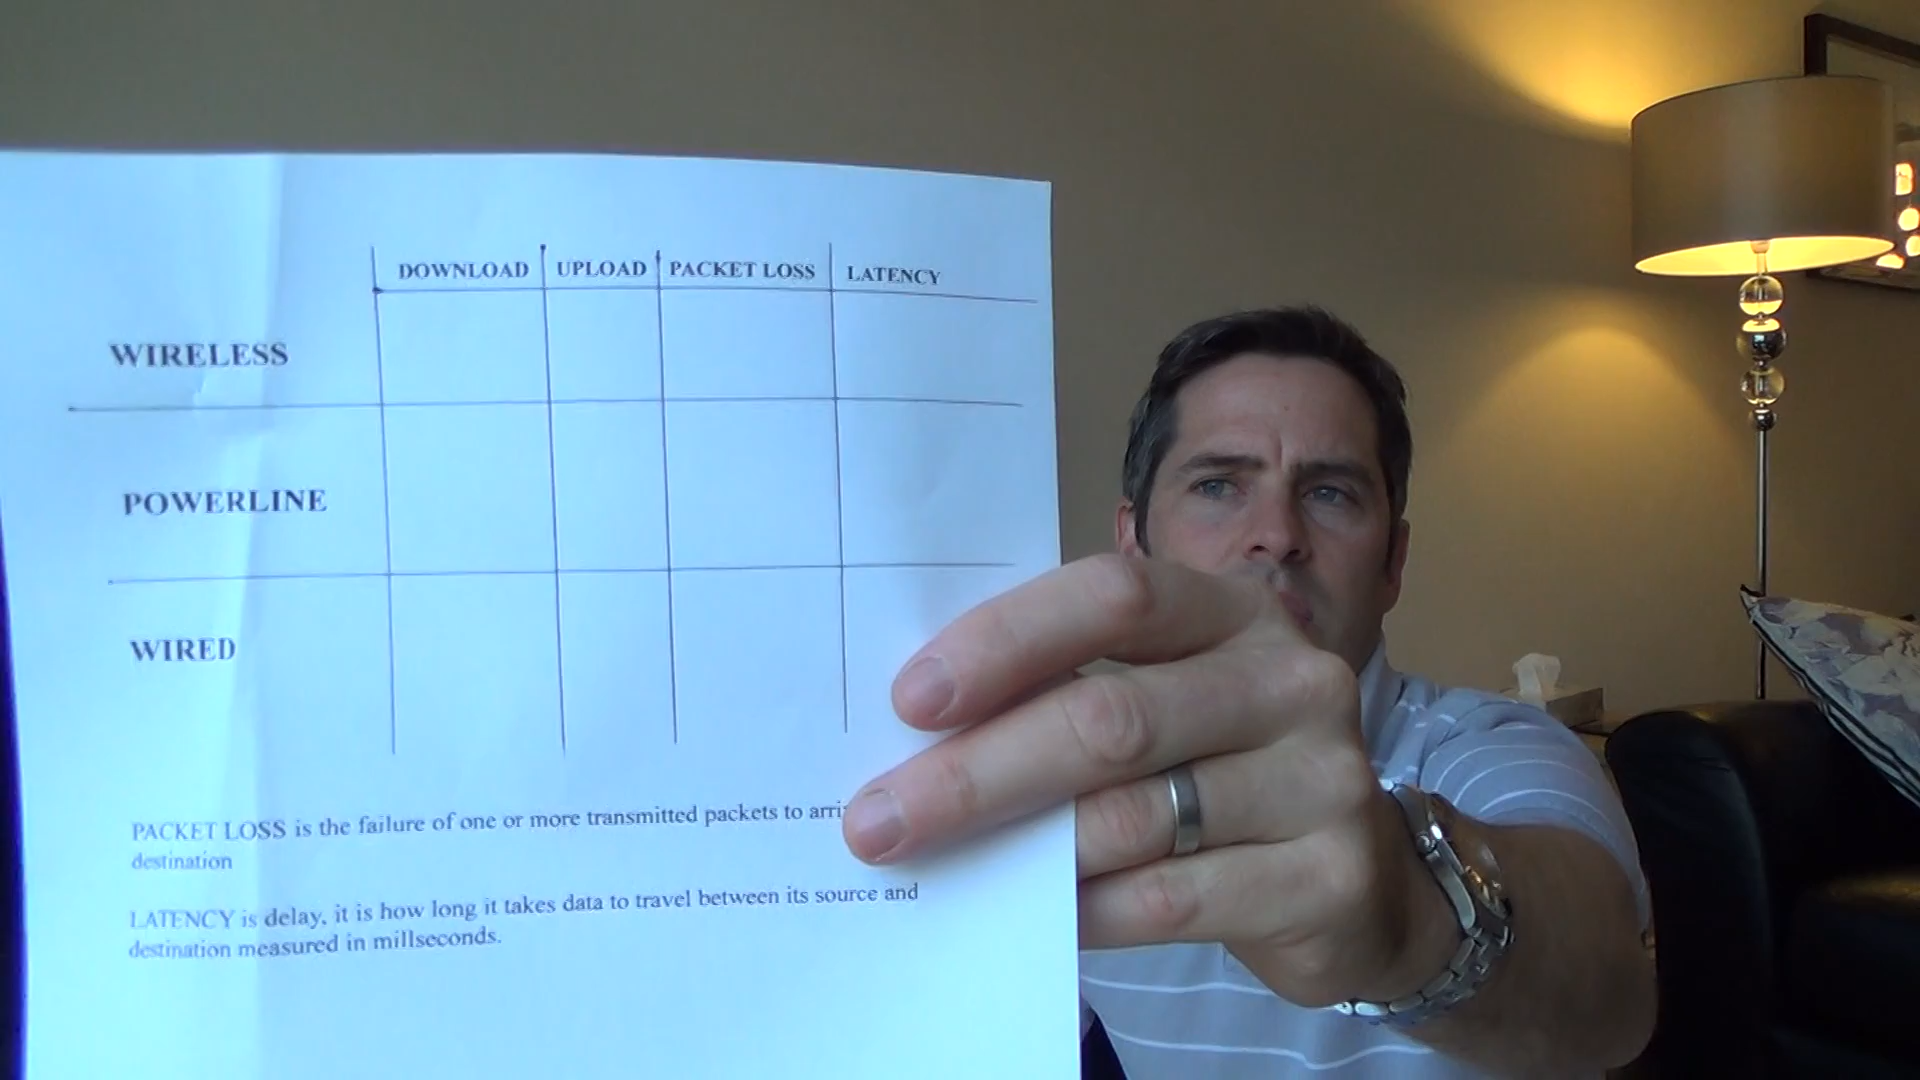 DOWNLOAD UPLOAD PACKET LOSS LATENCY
WIRELESS
POWERLINE
WIRED
PACKET LOSS is the failure of one or more transmitted packets to
destination
LATENCY is delay, it is how long it takes data to travel between its source and
destination measured in millseconds.